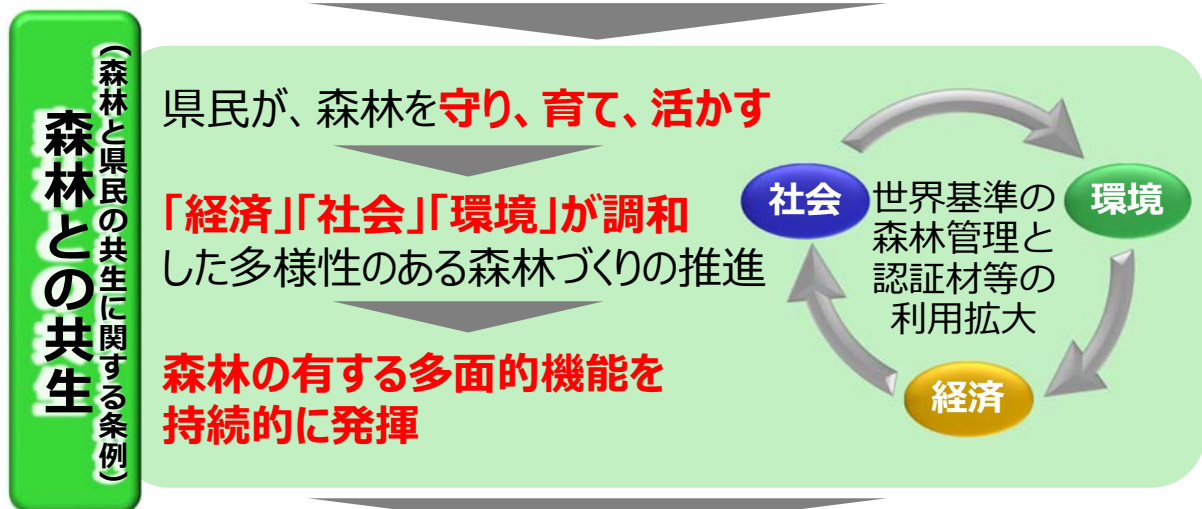 森林との共生
（森林と県民の共生に関する条例）
県民が、森林を守り、育て、活かす
「経済」「社会」「環境」が調和
した多様性のある森林づくりの推進
森林の有する多面的機能を
持続的に発揮
社会
環境
経済
世界基準の
森林管理と
認証材等の
利用拡大